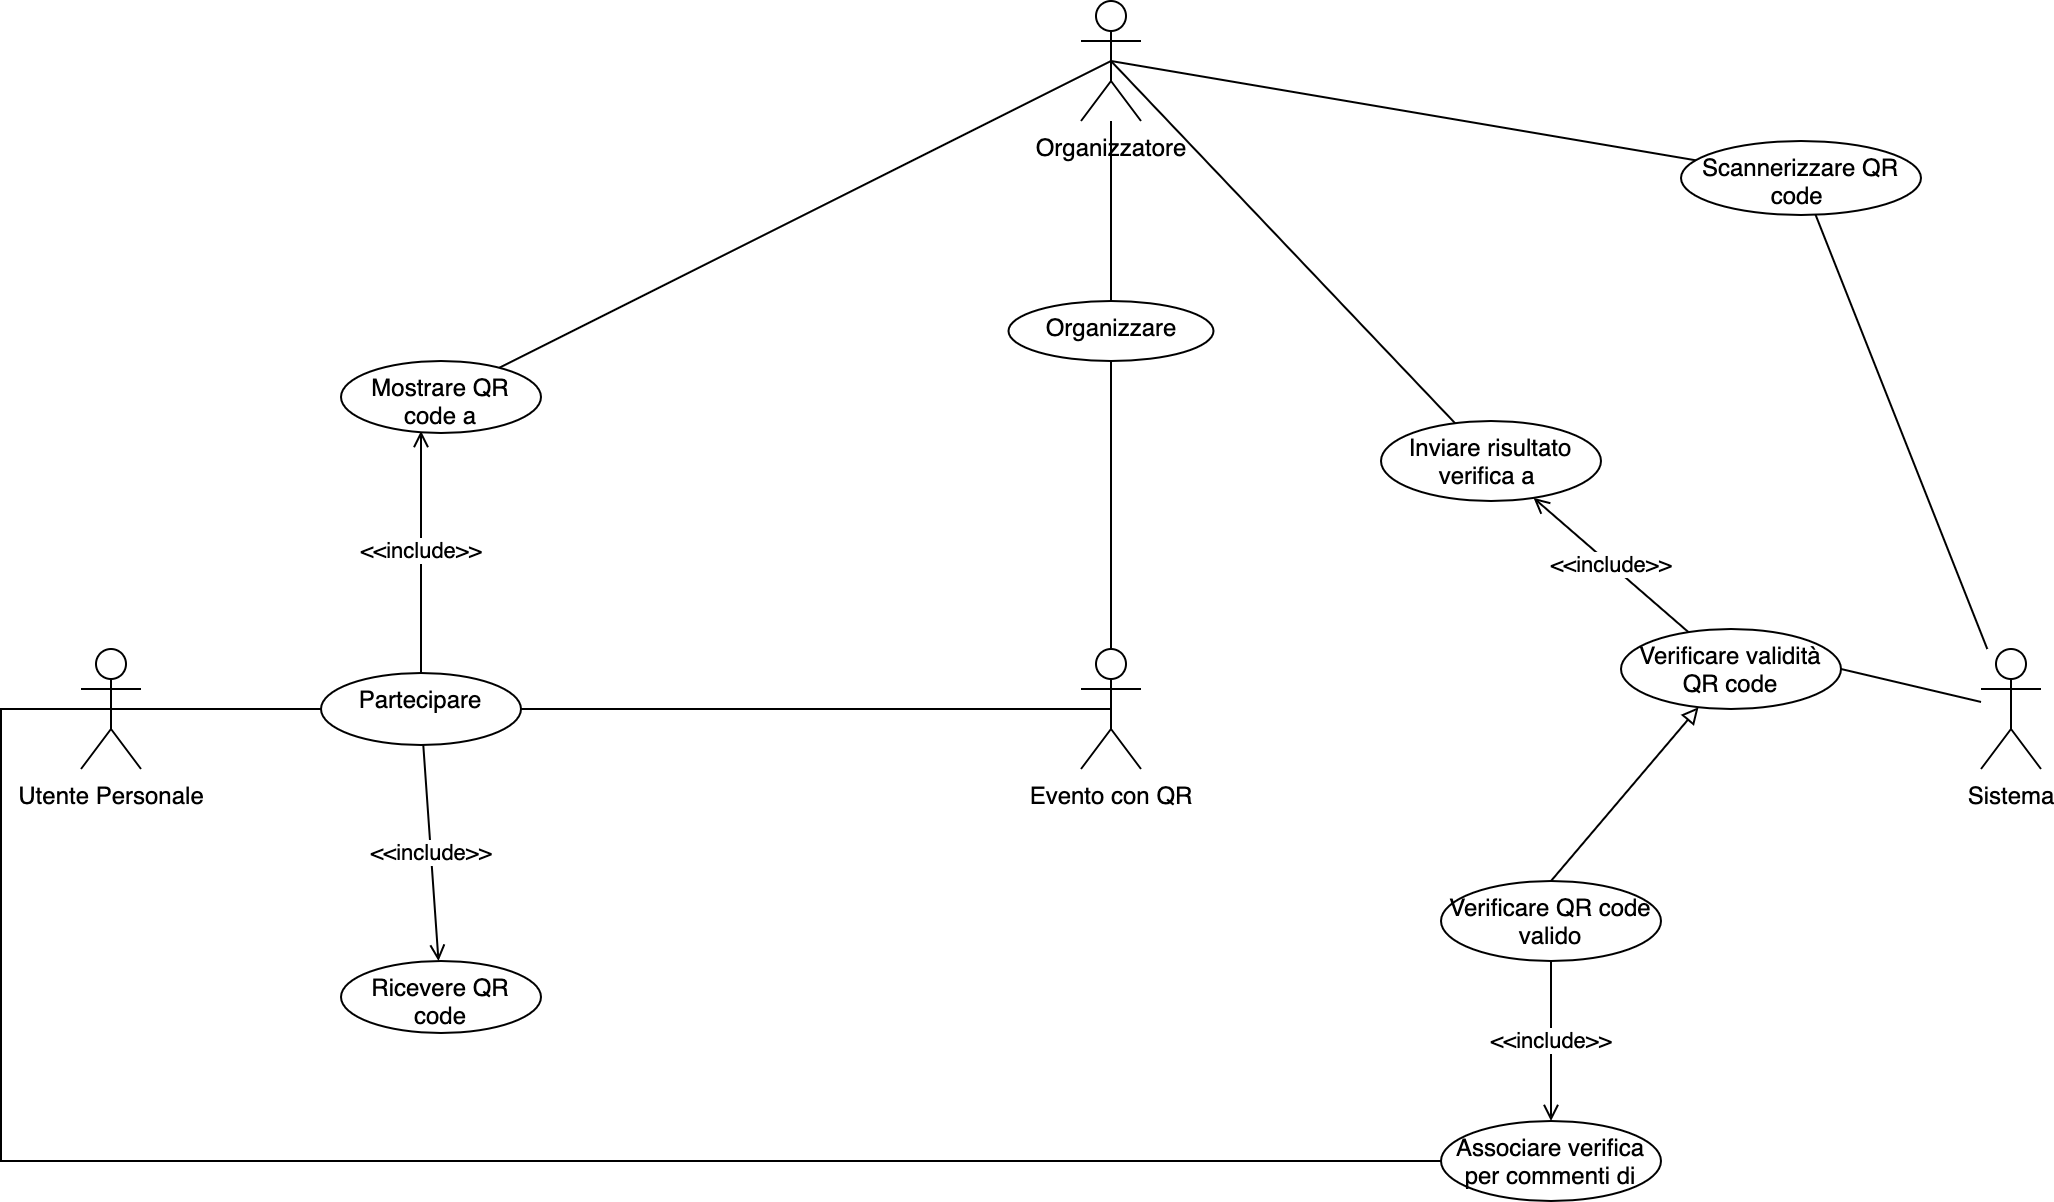 Organizzatore
Scannerizzare QR
code
Organizzare
Mostrare QR
code a
Inviare risultato
verifica a
<<include>>
<<include>>
Verificare validità
QR code
Partecipare
Utente Personale
Evento con QR
Sistema
<<include>>
Verificare QR code
valido
Ricevere QR
code
<<include>>
Associare verifica
per commenti di